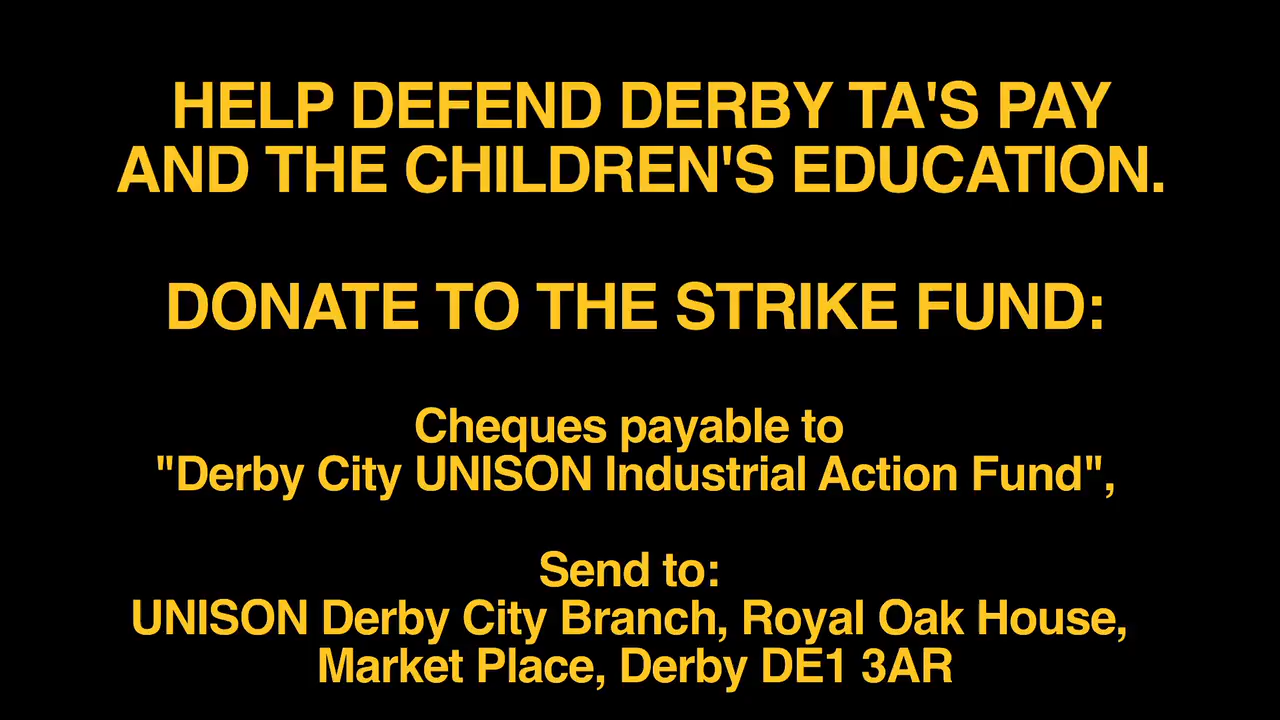 HELP DEFEND DERBY TA'S PAY
AND THE CHILDREN'S EDUCATION.
DONATE TO THE STRIKE FUND:
Cheques payable to
"Derby City UNISON Industrial Action Fund",
Send to:
UNISON Derby City Branch, Royal Oak House,
Market Place, Derby DE1 3AR